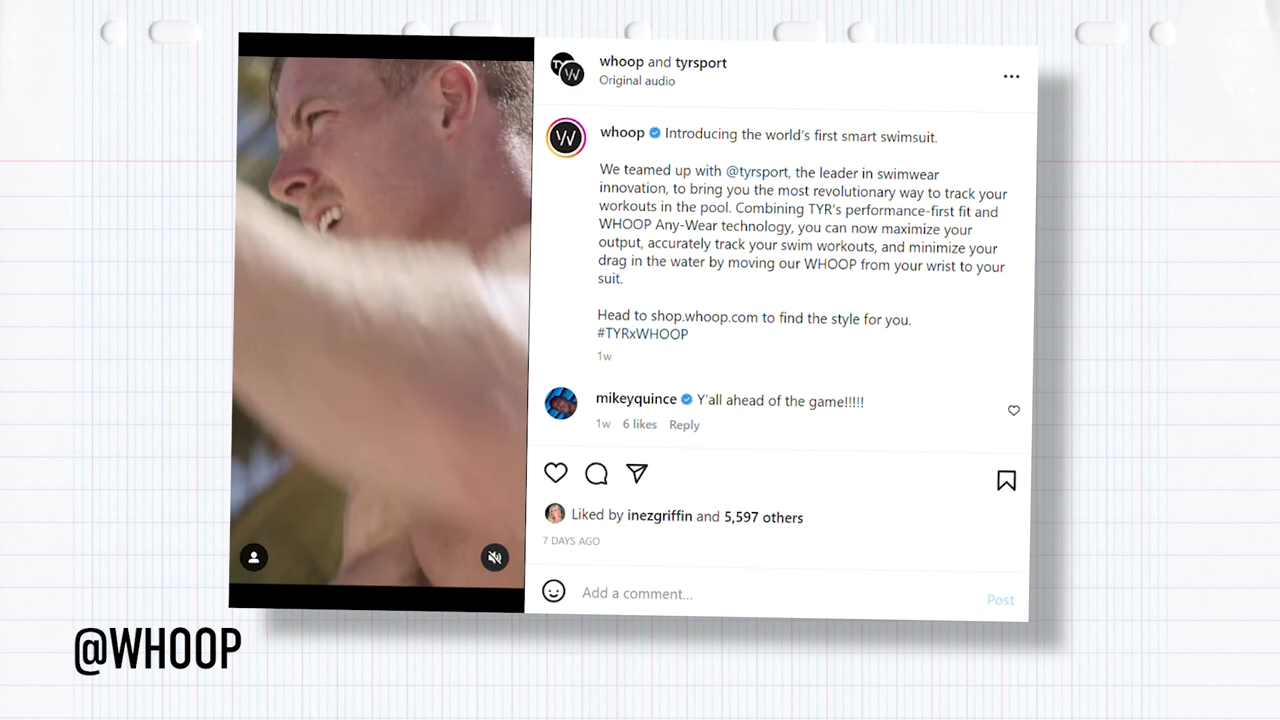 whoop and tyrsport
Original audio
whoop Introducing the world's first smart swimsuit.
We teamed up with @tyrsport, the leader in swimwear
innovation, to bring you the most revolutionary way to track your
workouts in the pool. Combining TYR's performance-first fit and
WHOOP Any-Wear technology, you can now maximize your
output, accurately track your swim workouts, and minimize your
drag in the water by moving our WHOOP from your wrist to your
suit.
Head to shop.whoop.com to find the style for you.
#TYRxWHOOP
1w
mikeyquince Y'all ahead of the game!!!!!
1w 6 likes Reply
Liked by inezgriffin and 5,597 others
7 DAYS AGO
Add a comment...
Post
@WHOOP